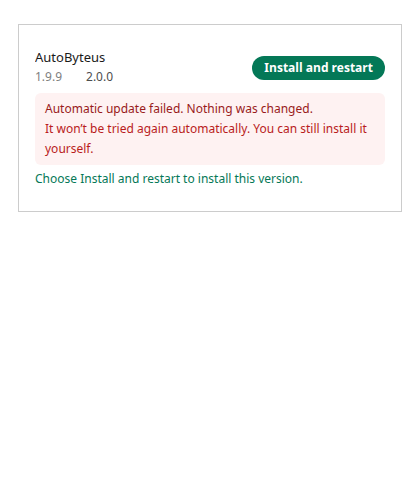 AutoByteus
1.9.9 2.0.0
Install and restart
Automatic update failed. Nothing was changed.
It won’t be tried again automatically. You can still install it
yourself.
Choose Install and restart to install this version.